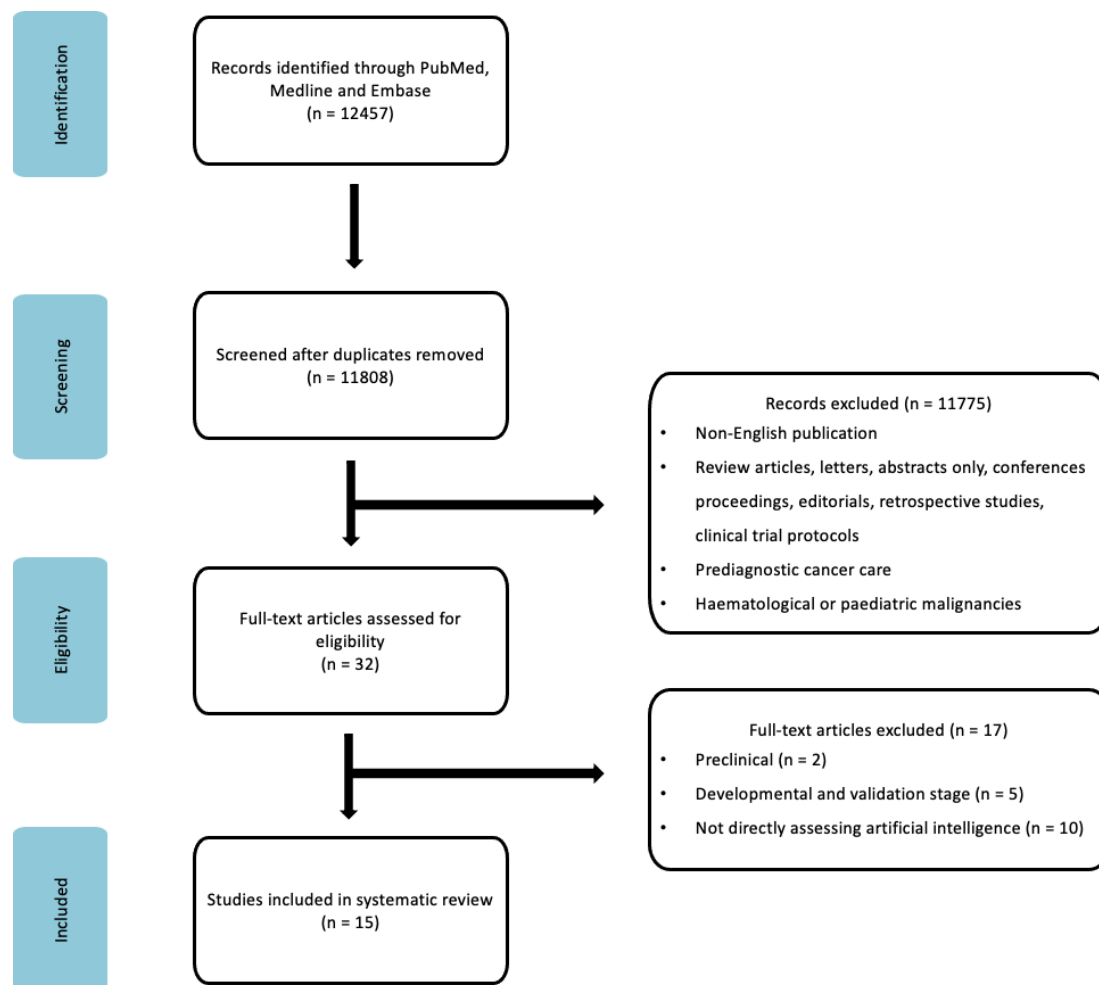 Identification
Records identified through PubMed,
Medline and Embase
(n = 12457)
Screening
Screened after duplicates removed
(n = 11808)
Records excluded (n = 11775)
• Non-English publication
• Review articles, letters, abstracts only, conferences
proceedings, editorials, retrospective studies,
clinical trial protocols
• Prediagnostic cancer care
• Haematological or paediatric malignancies
Eligibility
Full-text articles assessed for
eligibility
(n = 32)
Full-text articles excluded (n = 17)
• Preclinical (n = 2)
• Developmental and validation stage (n = 5)
• Not directly assessing artificial intelligence (n = 10)
Included
Studies included in systematic review
(n = 15)